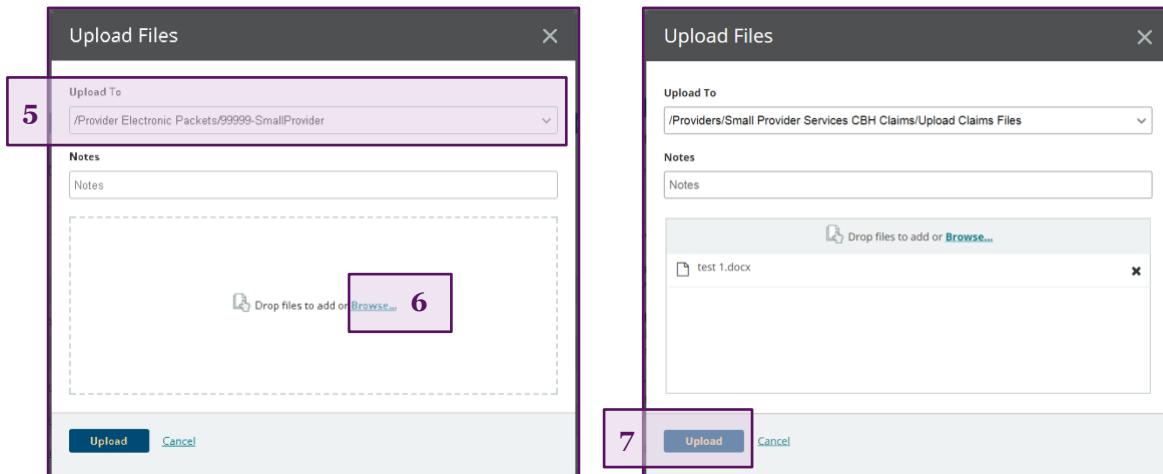 Upload Files
Upload To
5
/Provider Electronic Packets/99999-SmallProvider
Notes
Notes
Drop files to add or Browse...
6
Upload
Cancel
Upload Files
Upload To
/Providers/Small Provider Services CBH Claims/Upload Claims Files
Notes
Notes
Drop files to add or Browse...
test 1.docx
7
Upload
Cancel